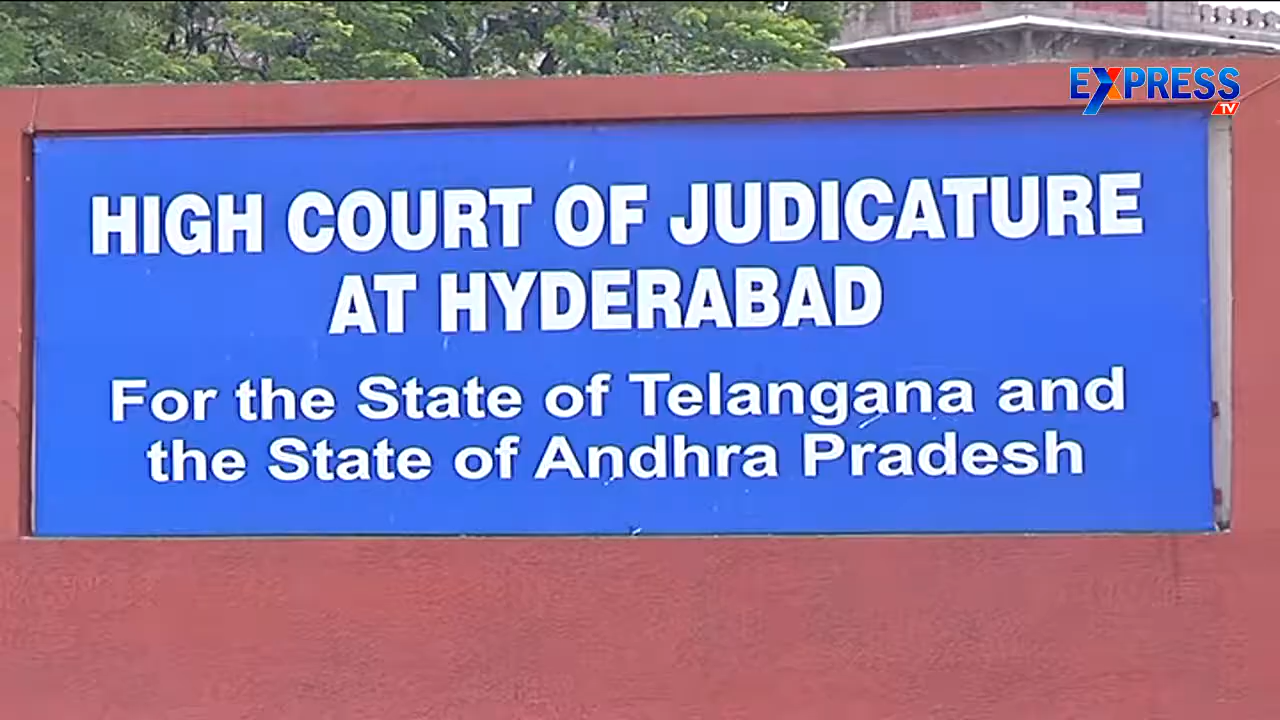 EXPRESS
TV
HIGH COURT OF JUDICATURE
AT HYDERABAD
For the State of Telangana and
the State of Andhra Pradesh